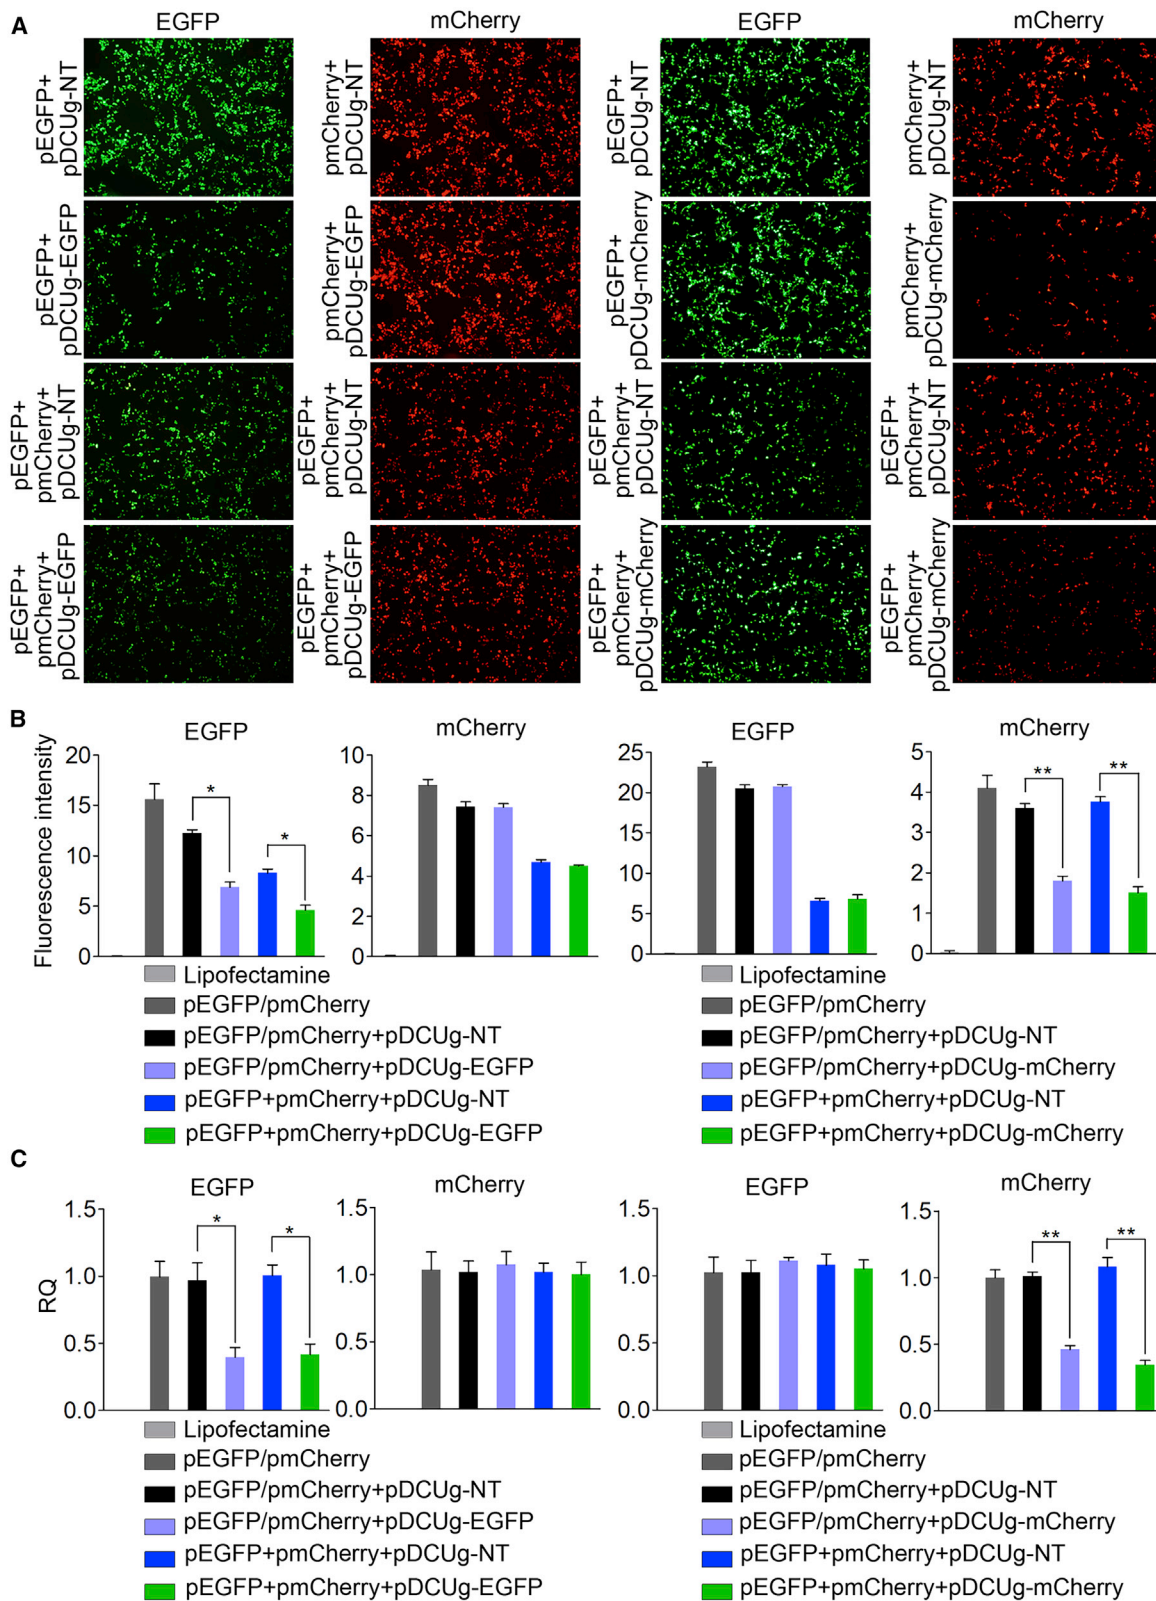 A
EGFP
mCherry
EGFP
mCherry
pEGFP+
pDCUg-NT
pmCherry+
pDCUg-NT
pEGFP+
pDCUg-NT
pmCherry+
pDCUg-NT
pEGFP+
pDCUg-EGFP
pmCherry+
pDCUg-EGFP
pEGFP+
pDCUg-mCherry
pmCherry+
pDCUg-mCherry
pEGFP+
pmCherry+
pDCUg-NT
pEGFP+
pmCherry+
pDCUg-NT
pEGFP+
pmCherry+
pDCUg-NT
pEGFP+
pmCherry+
pDCUg-NT
pEGFP+
pmCherry+
pDCUg-EGFP
pEGFP+
pmCherry+
pDCUg-EGFP
pEGFP+
pmCherry+
pDCUg-mCherry
pEGFP+
pmCherry+
pDCUg-mCherry
B
Fluorescence intensity
EGFP
20
15
10
5
0
*
*
mCherry
10
8
6
4
2
0
EGFP
25
20
15
10
5
0
mCherry
5
4
3
2
1
0
**
**
Lipofectamine
pEGFP/pmCherry
pEGFP/pmCherry+pDCUg-NT
pEGFP/pmCherry+pDCUg-EGFP
pEGFP+pmCherry+pDCUg-NT
pEGFP+pmCherry+pDCUg-EGFP
Lipofectamine
pEGFP/pmCherry
pEGFP/pmCherry+pDCUg-NT
pEGFP/pmCherry+pDCUg-mCherry
pEGFP+pmCherry+pDCUg-NT
pEGFP+pmCherry+pDCUg-mCherry
C
RQ
EGFP
1.5
1.0
0.5
0.0
*
*
mCherry
1.5
1.0
0.5
0.0
EGFP
1.5
1.0
0.5
0.0
mCherry
1.5
1.0
0.5
0.0
**
**
Lipofectamine
pEGFP/pmCherry
pEGFP/pmCherry+pDCUg-NT
pEGFP/pmCherry+pDCUg-EGFP
pEGFP+pmCherry+pDCUg-NT
pEGFP+pmCherry+pDCUg-EGFP
Lipofectamine
pEGFP/pmCherry
pEGFP/pmCherry+pDCUg-NT
pEGFP/pmCherry+pDCUg-mCherry
pEGFP+pmCherry+pDCUg-NT
pEGFP+pmCherry+pDCUg-mCherry